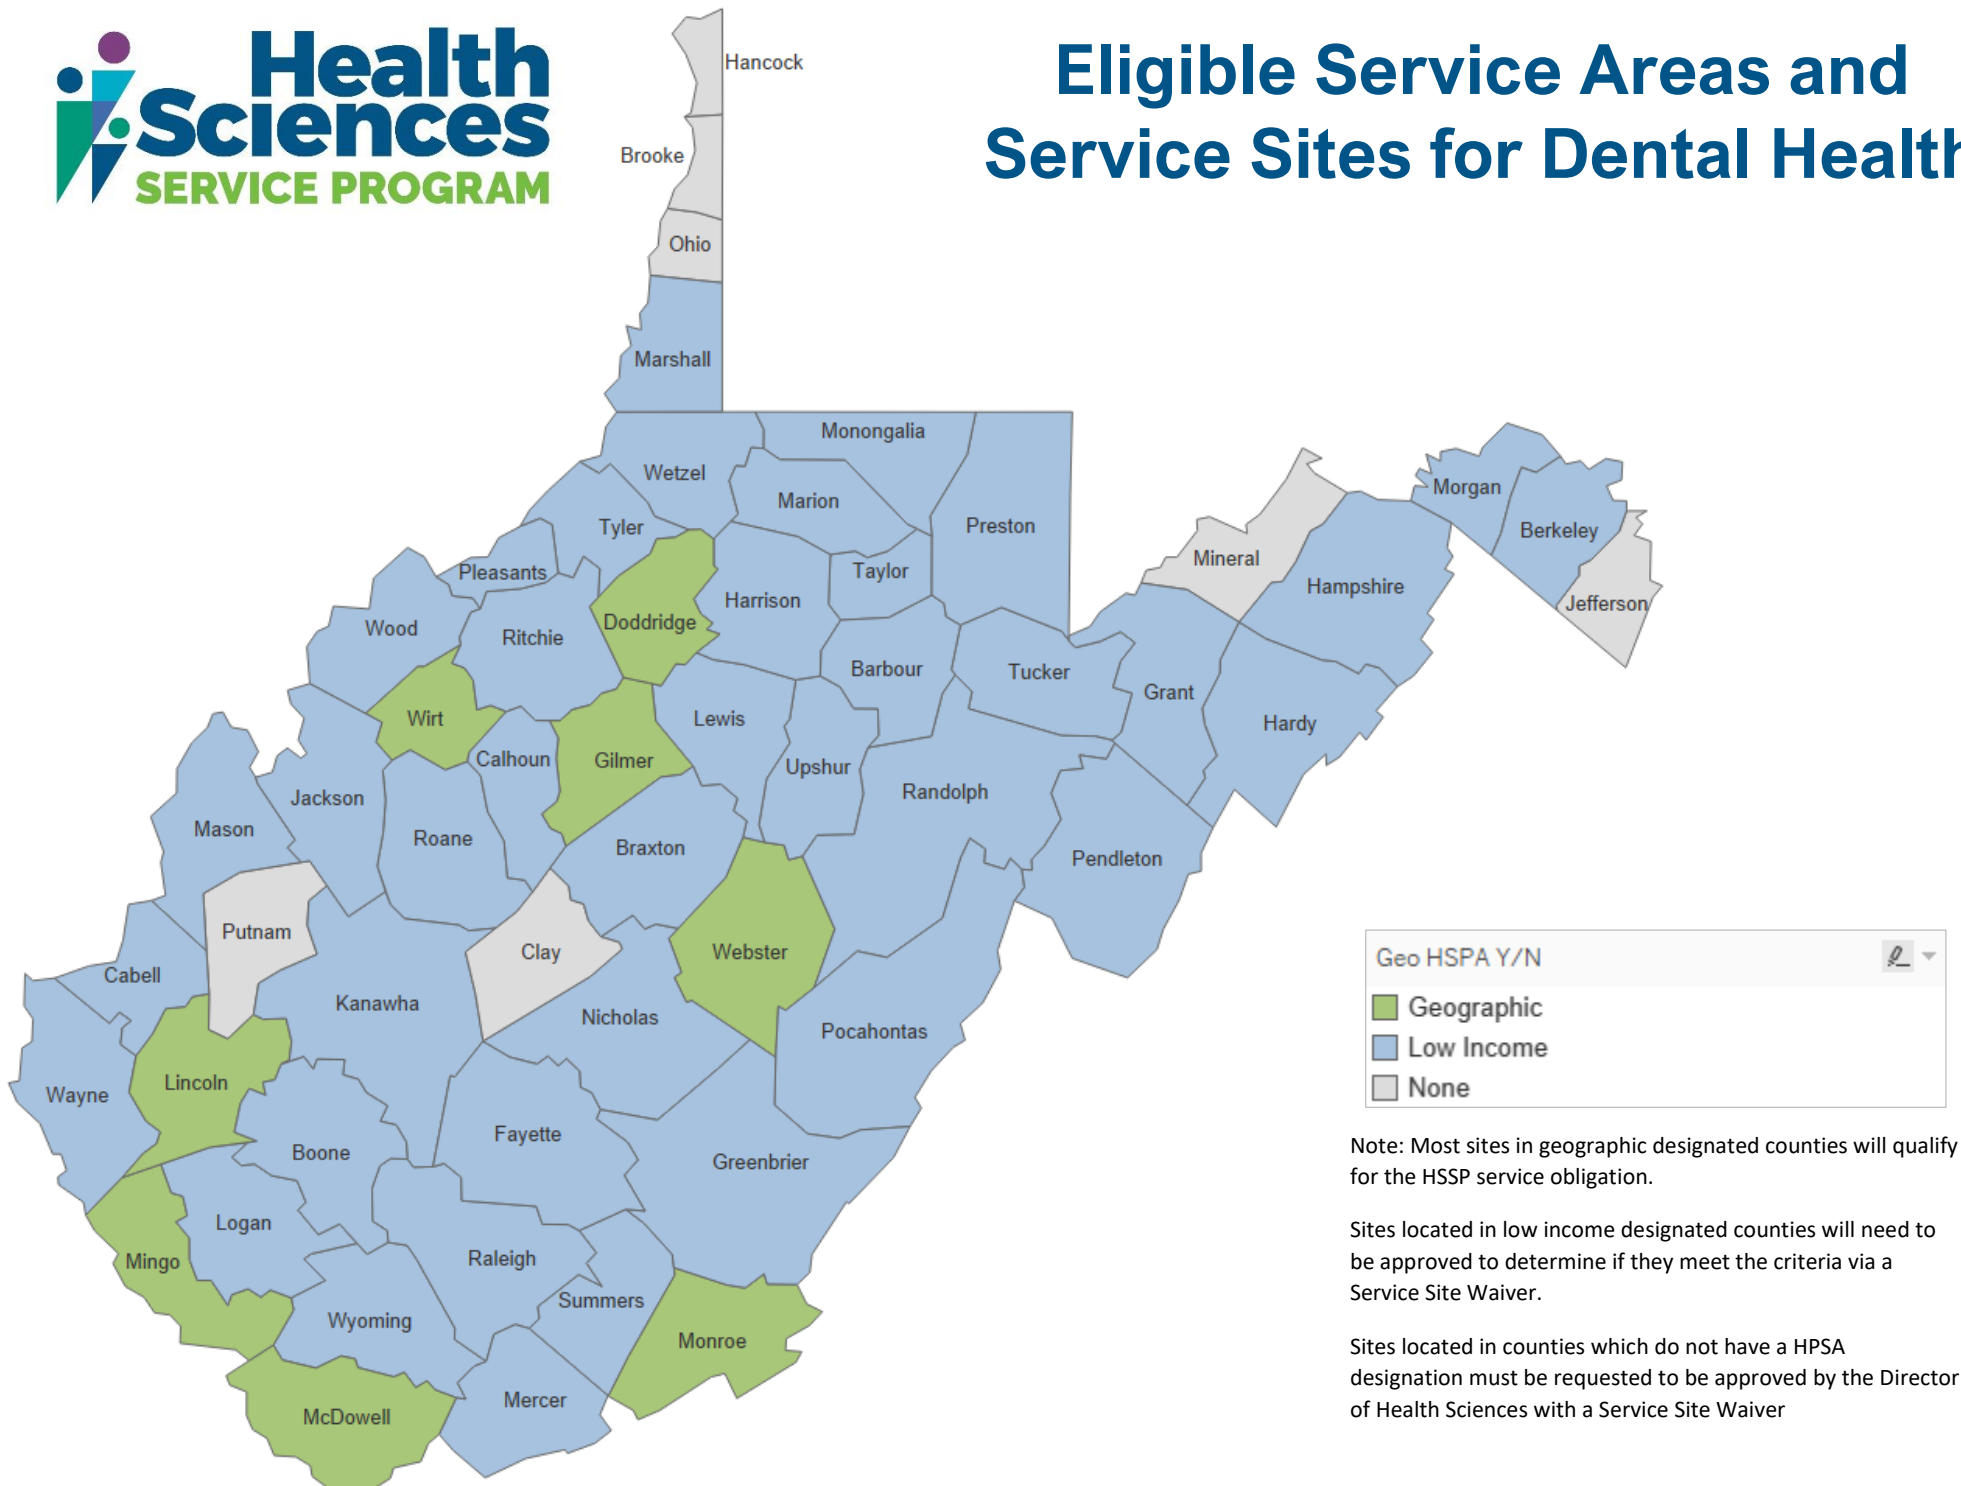 Health
Sciences
SERVICE PROGRAM
Eligible Service Areas and
Service Sites for Dental Health
Hancock
Brooke
Ohio
Marshall
Monongalia
Wetzel
Marion
Morgan
Tyler
Preston
Berkeley
Mineral
Pleasants
Taylor
Hampshire
Harrison
Jefferson
Wood
Doddridge
Ritchie
Barbour
Tucker
Grant
Wirt
Lewis
Hardy
Calhoun
Gilmer
Upshur
Randolph
Jackson
Mason
Roane
Braxton
Pendleton
Putnam
Clay
Webster
Cabell
Kanawha
Nicholas
Pocahontas
Lincoln
Wayne
Fayette
Boone
Greenbrier
Logan
Raleigh
Mingo
Summers
Wyoming
Monroe
Mercer
McDowell
Geo HSPA Y/N
Geographic
Low Income
None
Note: Most sites in geographic designated counties will qualify
for the HSSP service obligation.
Sites located in low income designated counties will need to
be approved to determine if they meet the criteria via a
Service Site Waiver.
Sites located in counties which do not have a HPSA
designation must be requested to be approved by the Director
of Health Sciences with a Service Site Waiver